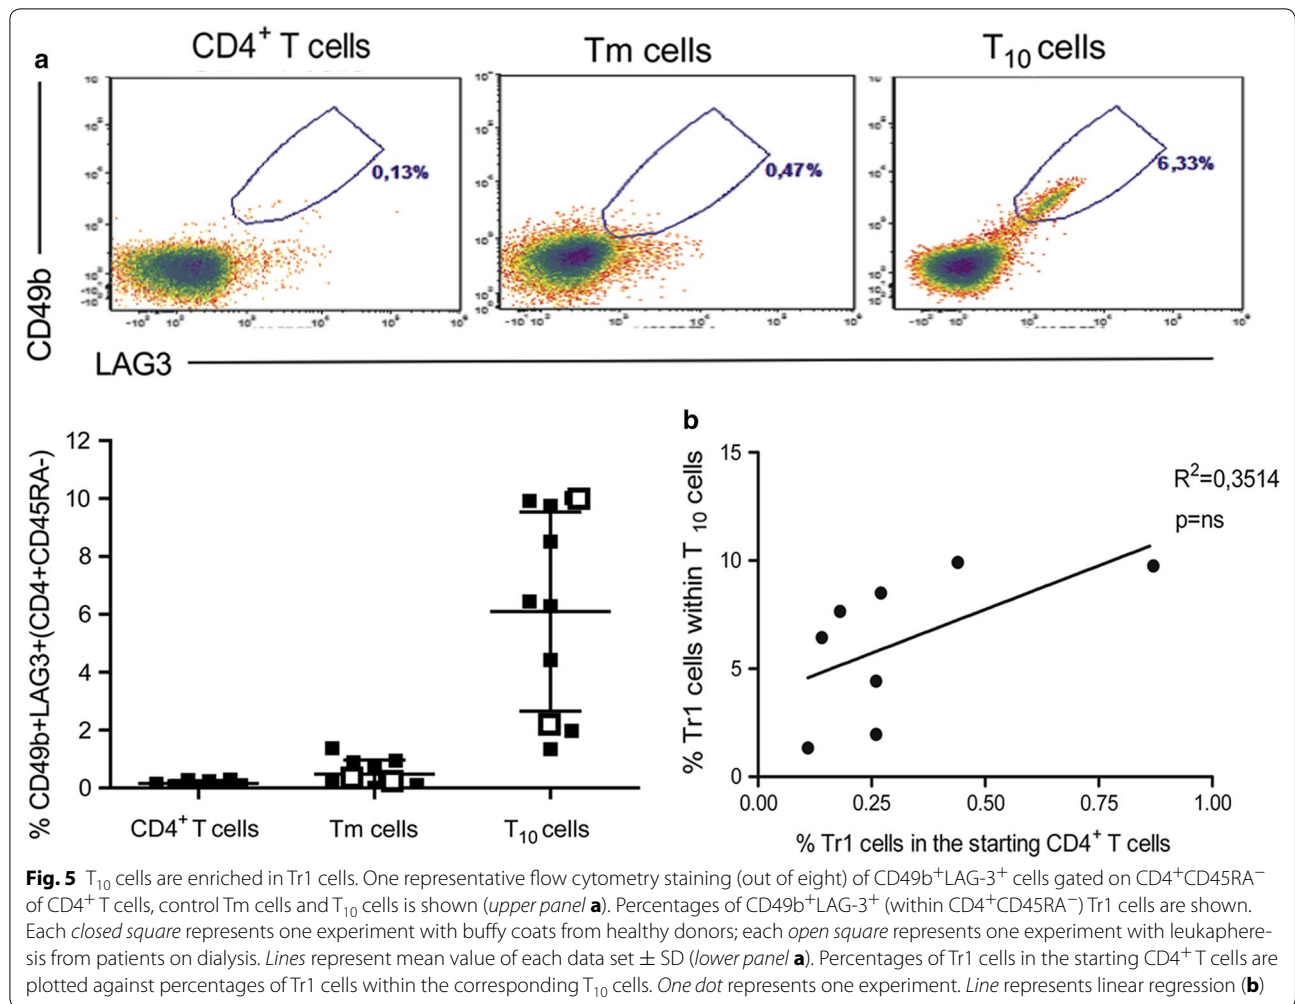 a
CD4⁺ T cells
Tm cells
T₁₀ cells
0,13%
0,47%
6,33%
CD49b
LAG3
% CD49b+LAG3+(CD4+CD45RA-)
12
10
8
6
4
2
0
CD4⁺ T cells
Tm cells
T₁₀ cells
b
% Tr1 cells within T ₁₀ cells
15
10
5
0
R²=0,3514
p=ns
0.00 0.25 0.50 0.75 1.00
% Tr1 cells in the starting CD4⁺ T cells
Fig. 5 T₁₀ cells are enriched in Tr1 cells. One representative flow cytometry staining (out of eight) of CD49b⁺LAG-3⁺ cells gated on CD4⁺CD45RA⁻
of CD4⁺ T cells, control Tm cells and T₁₀ cells is shown (upper panel a). Percentages of CD49b⁺LAG-3⁺ (within CD4⁺CD45RA⁻) Tr1 cells are shown.
Each closed square represents one experiment with buffy coats from healthy donors; each open square represents one experiment with leukaphere-
sis from patients on dialysis. Lines represent mean value of each data set ± SD (lower panel a). Percentages of Tr1 cells in the starting CD4⁺ T cells are
plotted against percentages of Tr1 cells within the corresponding T₁₀ cells. One dot represents one experiment. Line represents linear regression (b)